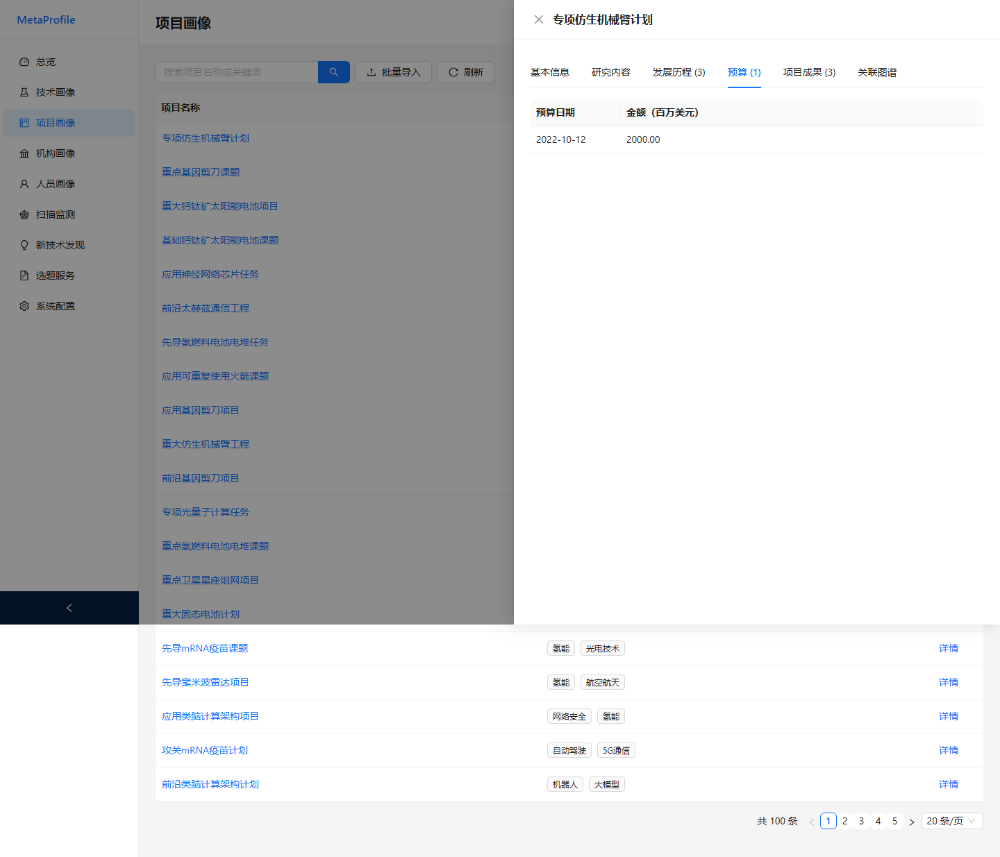 MetaProfile
总览
技术画像
项目画像
机构画像
人员画像
扫描监测
新技术发现
选题服务
系统配置
项目画像
搜索项目名称或关键词
批量导入
刷新
项目名称
专项仿生机械臂计划
重点基因剪刀课题
重大钙钛矿太阳能电池项目
基础钙钛矿太阳能电池课题
应用神经网络芯片任务
前沿太赫兹通信工程
先导氢燃料电池电堆任务
应用可重复使用火箭课题
应用基因剪刀项目
重大仿生机械臂工程
前沿基因剪刀项目
专项光量子计算任务
重点氢燃料电池电堆课题
重点卫星星座组网项目
重大固态电池计划
先导mRNA疫苗课题 氢能 光电技术 详情
先导毫米波雷达项目 氢能 航空航天 详情
应用类脑计算架构项目 网络安全 氢能 详情
攻关mRNA疫苗计划 自动驾驶 5G通信 详情
前沿类脑计算架构计划 机器人 大模型 详情
共 100 条 1 2 3 4 5 20 条/页
专项仿生机械臂计划
基本信息 研究内容 发展历程 (3) 预算 (1) 项目成果 (3) 关联图谱
预算日期 金额（百万美元）
2022-10-12 2000.00